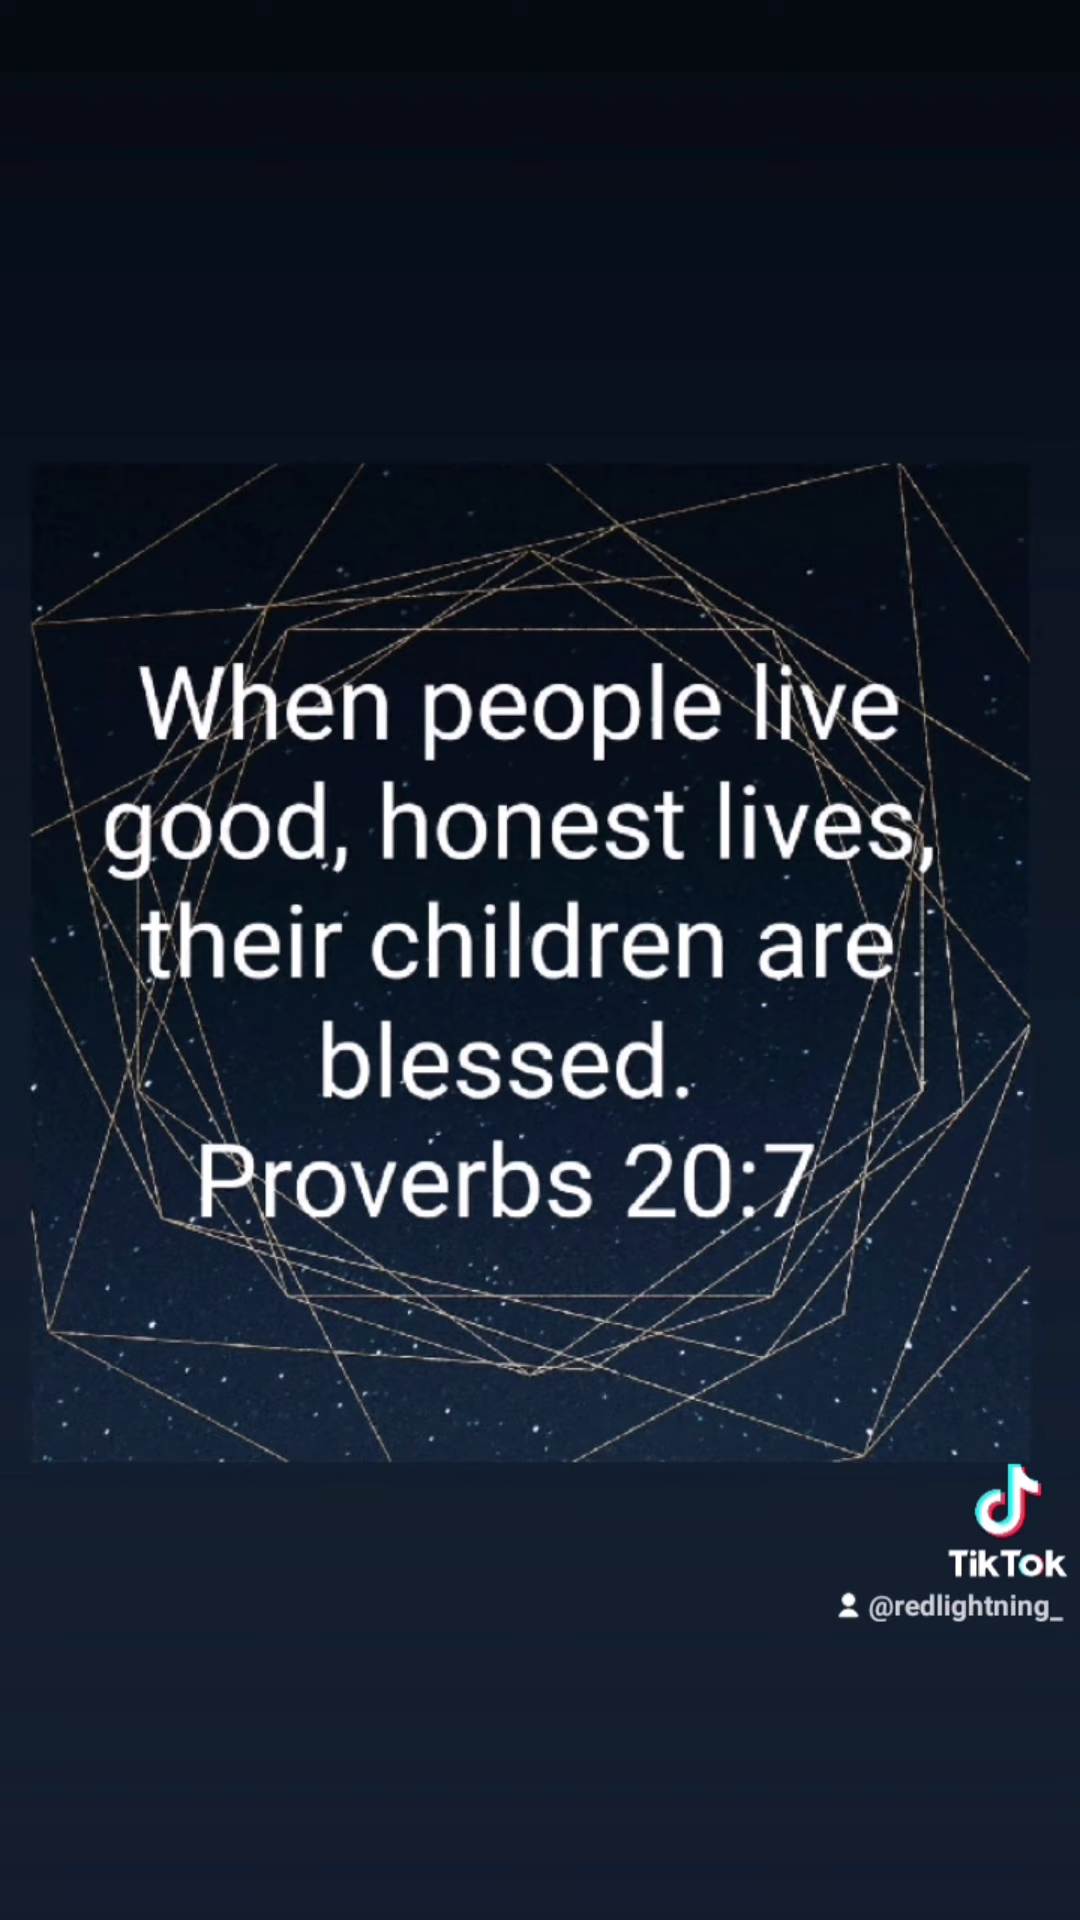 When people live
good, honest lives,
their children are
blessed.
Proverbs 20:7
TikTok
@redlightning_